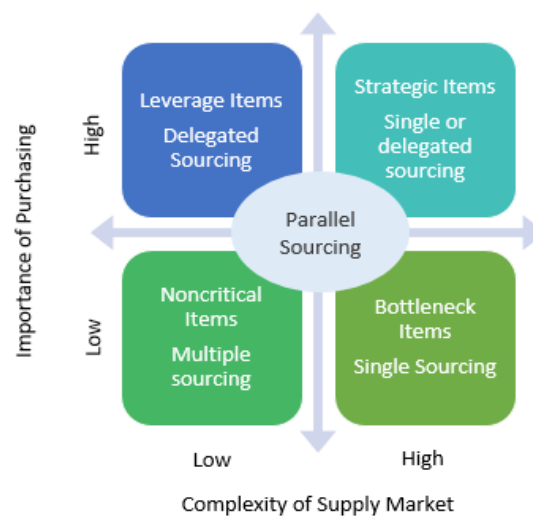 Importance of Purchasing
High
Low
Leverage Items
Delegated
Sourcing
Strategic Items
Single or
delegated
sourcing
Parallel
Sourcing
Noncritical
Items
Multiple
sourcing
Bottleneck
Items
Single Sourcing
Low
High
Complexity of Supply Market